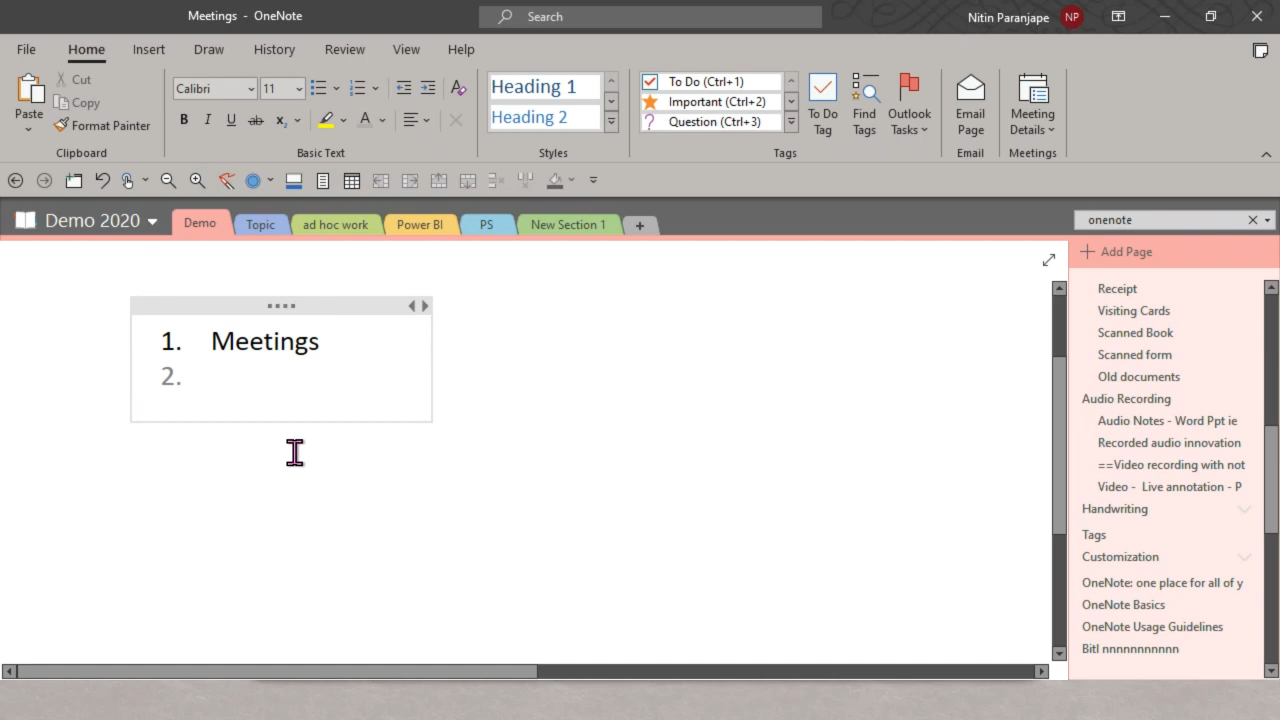 Meetings - OneNote
Search
Nitin Paranjape NP
File Home Insert Draw History Review View Help
Paste
Cut
Copy
Format Painter
Clipboard
Calibri 11
B I U ab x₂ A
Basic Text
Heading 1
Heading 2
Styles
To Do (Ctrl+1)
Important (Ctrl+2)
Question (Ctrl+3)
To Do Tag
Find Tags
Outlook Tasks
Tags
Email Page
Email
Meeting Details
Meetings
Demo 2020
Demo Topic ad hoc work Power BI PS New Section 1 +
onenote
Add Page
1. Meetings
2.
Receipt
Visiting Cards
Scanned Book
Scanned form
Old documents
Audio Recording
Audio Notes - Word Ppt ie
Recorded audio innovation
==Video recording with not
Video - Live annotation - P
Handwriting
Tags
Customization
OneNote: one place for all of y
OneNote Basics
OneNote Usage Guidelines
Bitl nnnnnnnnnnn